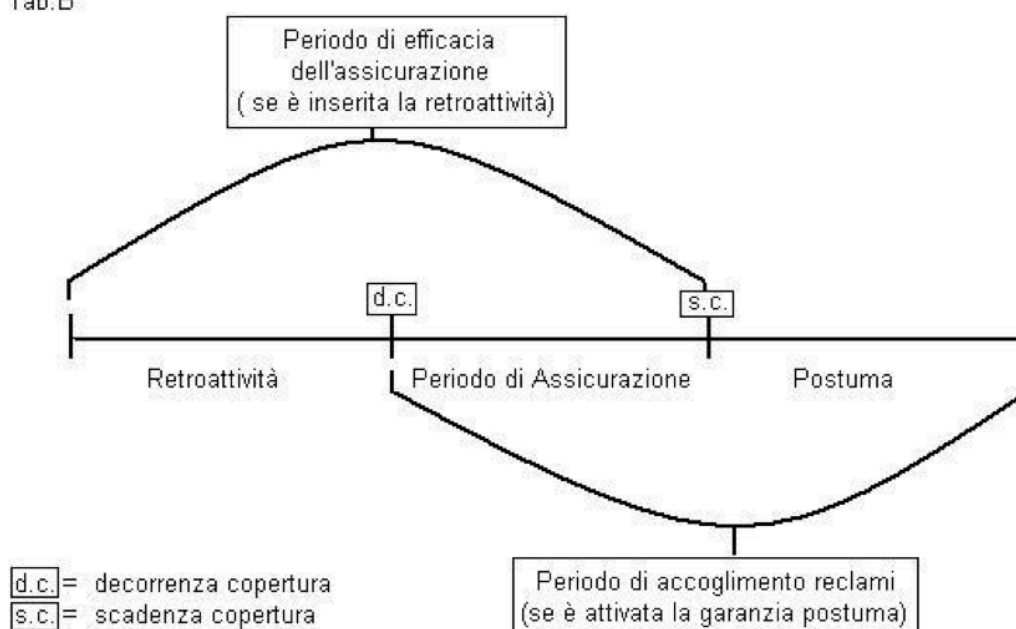 Tab.B
Periodo di efficacia
dell'assicurazione
( se è inserita la retroattività)
d.c.
s.c.
Retroattività
Periodo di Assicurazione
Postuma
d.c. = decorrenza copertura
s.c. = scadenza copertura
Periodo di accoglimento reclami
(se è attivata la garanzia postuma)